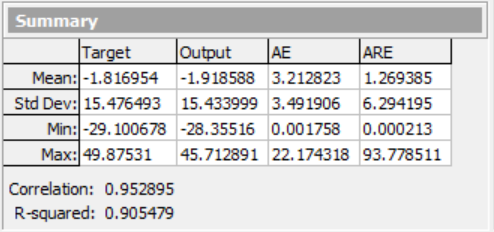 Summary
Target Output AE ARE
Mean: -1.816954 -1.918588 3.212823 1.269385
Std Dev: 15.476493 15.433999 3.491906 6.294195
Min: -29.100678 -28.35516 0.001758 0.000213
Max: 49.87531 45.712891 22.174318 93.778511
Correlation: 0.952895
R-squared: 0.905479